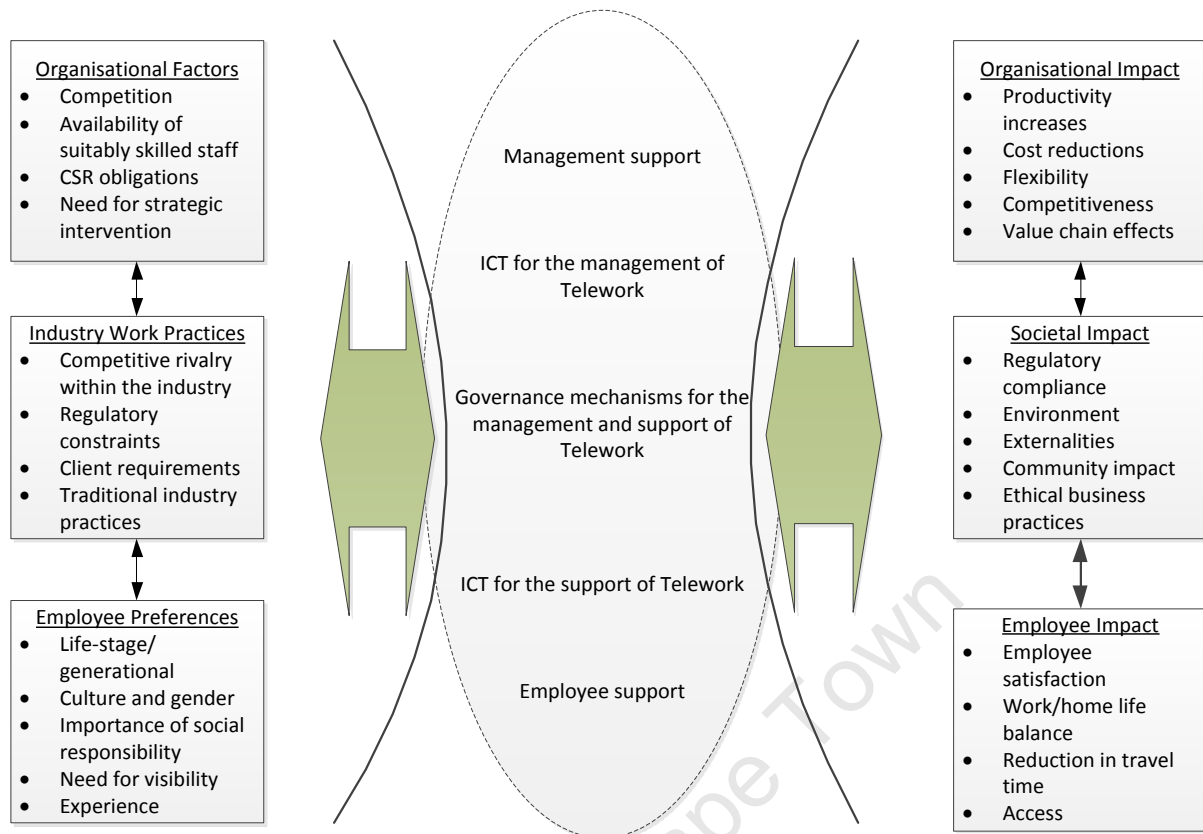 Organisational Factors
• Competition
• Availability of
suitably skilled staff
• CSR obligations
• Need for strategic
intervention
Industry Work Practices
• Competitive rivalry
within the industry
• Regulatory
constraints
• Client requirements
• Traditional industry
practices
Employee Preferences
• Life-stage/
generational
• Culture and gender
• Importance of social
responsibility
• Need for visibility
• Experience
Management support
ICT for the management of
Telework
Governance mechanisms for the
management and support of
Telework
ICT for the support of Telework
Employee support
Organisational Impact
• Productivity
increases
• Cost reductions
• Flexibility
• Competitiveness
• Value chain effects
Societal Impact
• Regulatory
compliance
• Environment
• Externalities
• Community impact
• Ethical business
practices
Employee Impact
• Employee
satisfaction
• Work/home life
balance
• Reduction in travel
time
• Access
Town